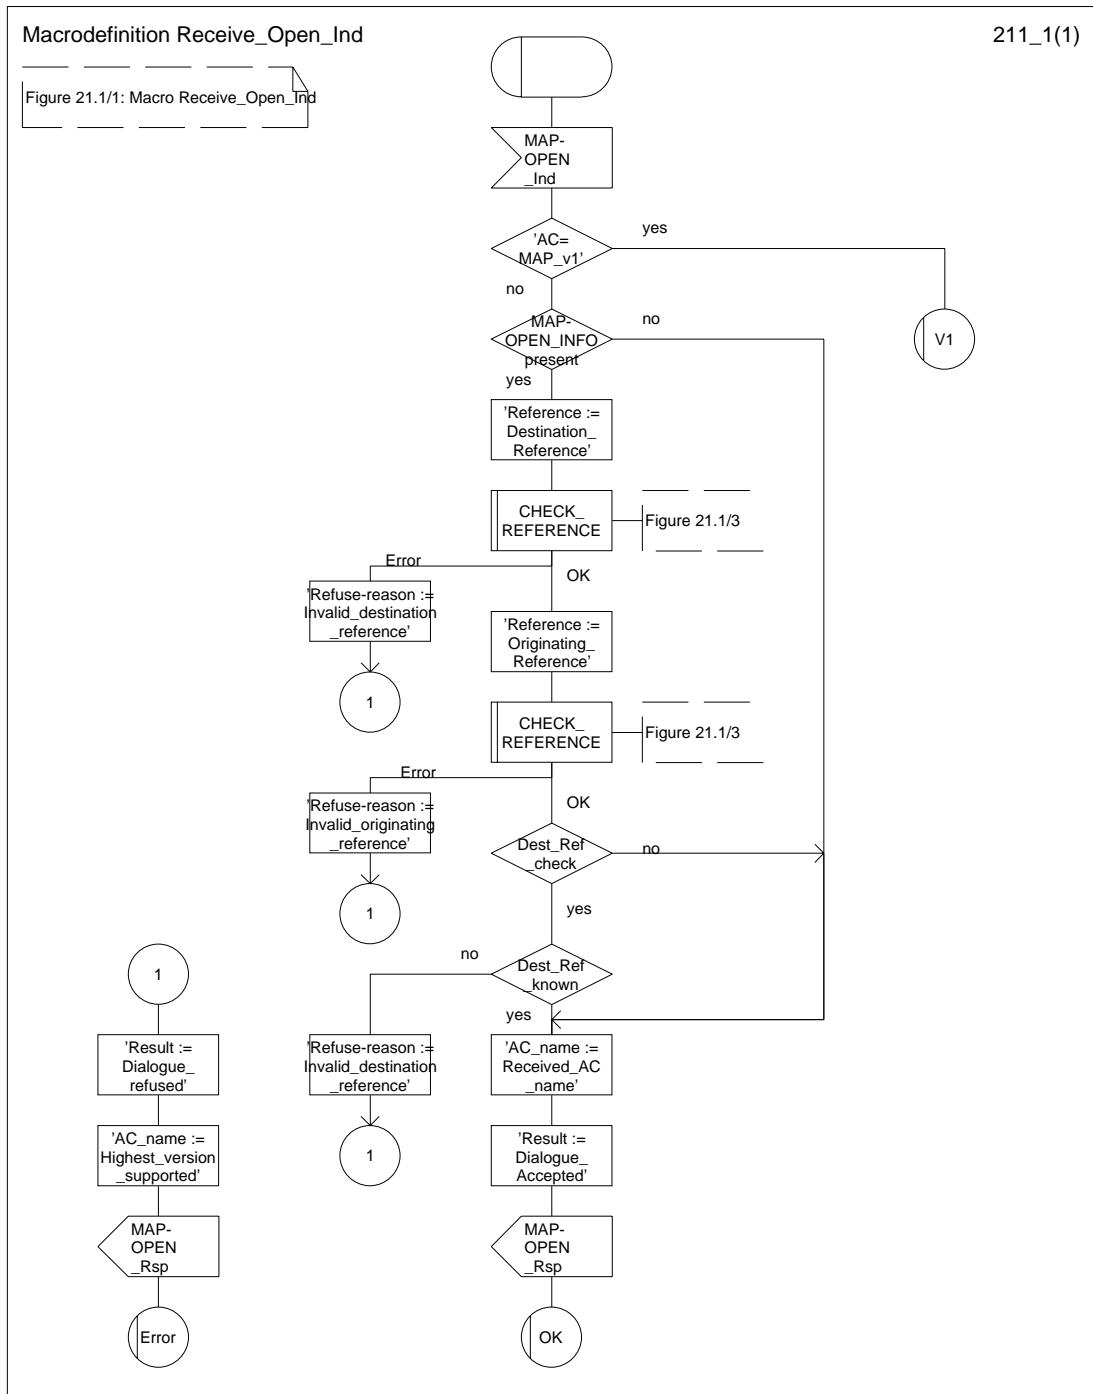 Macrodefinition Receive_Open_Ind
211_1(1)
Figure 21.1/1: Macro Receive_Open_Ind
MAP-
OPEN
_Ind
'AC=
MAP_v1'
yes
no
MAP-
OPEN_INFO
present
no
V1
yes
'Reference :=
Destination_
Reference'
CHECK_
REFERENCE
Figure 21.1/3
Error
OK
'Refuse-reason :=
Invalid_destination
_reference'
'Reference :=
Originating_
Reference'
1
CHECK_
REFERENCE
Figure 21.1/3
Error
OK
'Refuse-reason :=
Invalid_originating
_reference'
Dest_Ref
_check
no
1
yes
no
Dest_Ref
_known
1
yes
'Result :=
Dialogue_
refused'
'Refuse-reason :=
Invalid_destination
_reference'
'AC_name :=
Received_AC
_name'
'AC_name :=
Highest_version
_supported'
1
'Result :=
Dialogue_
Accepted'
MAP-
OPEN
_Rsp
MAP-
OPEN
_Rsp
Error
OK